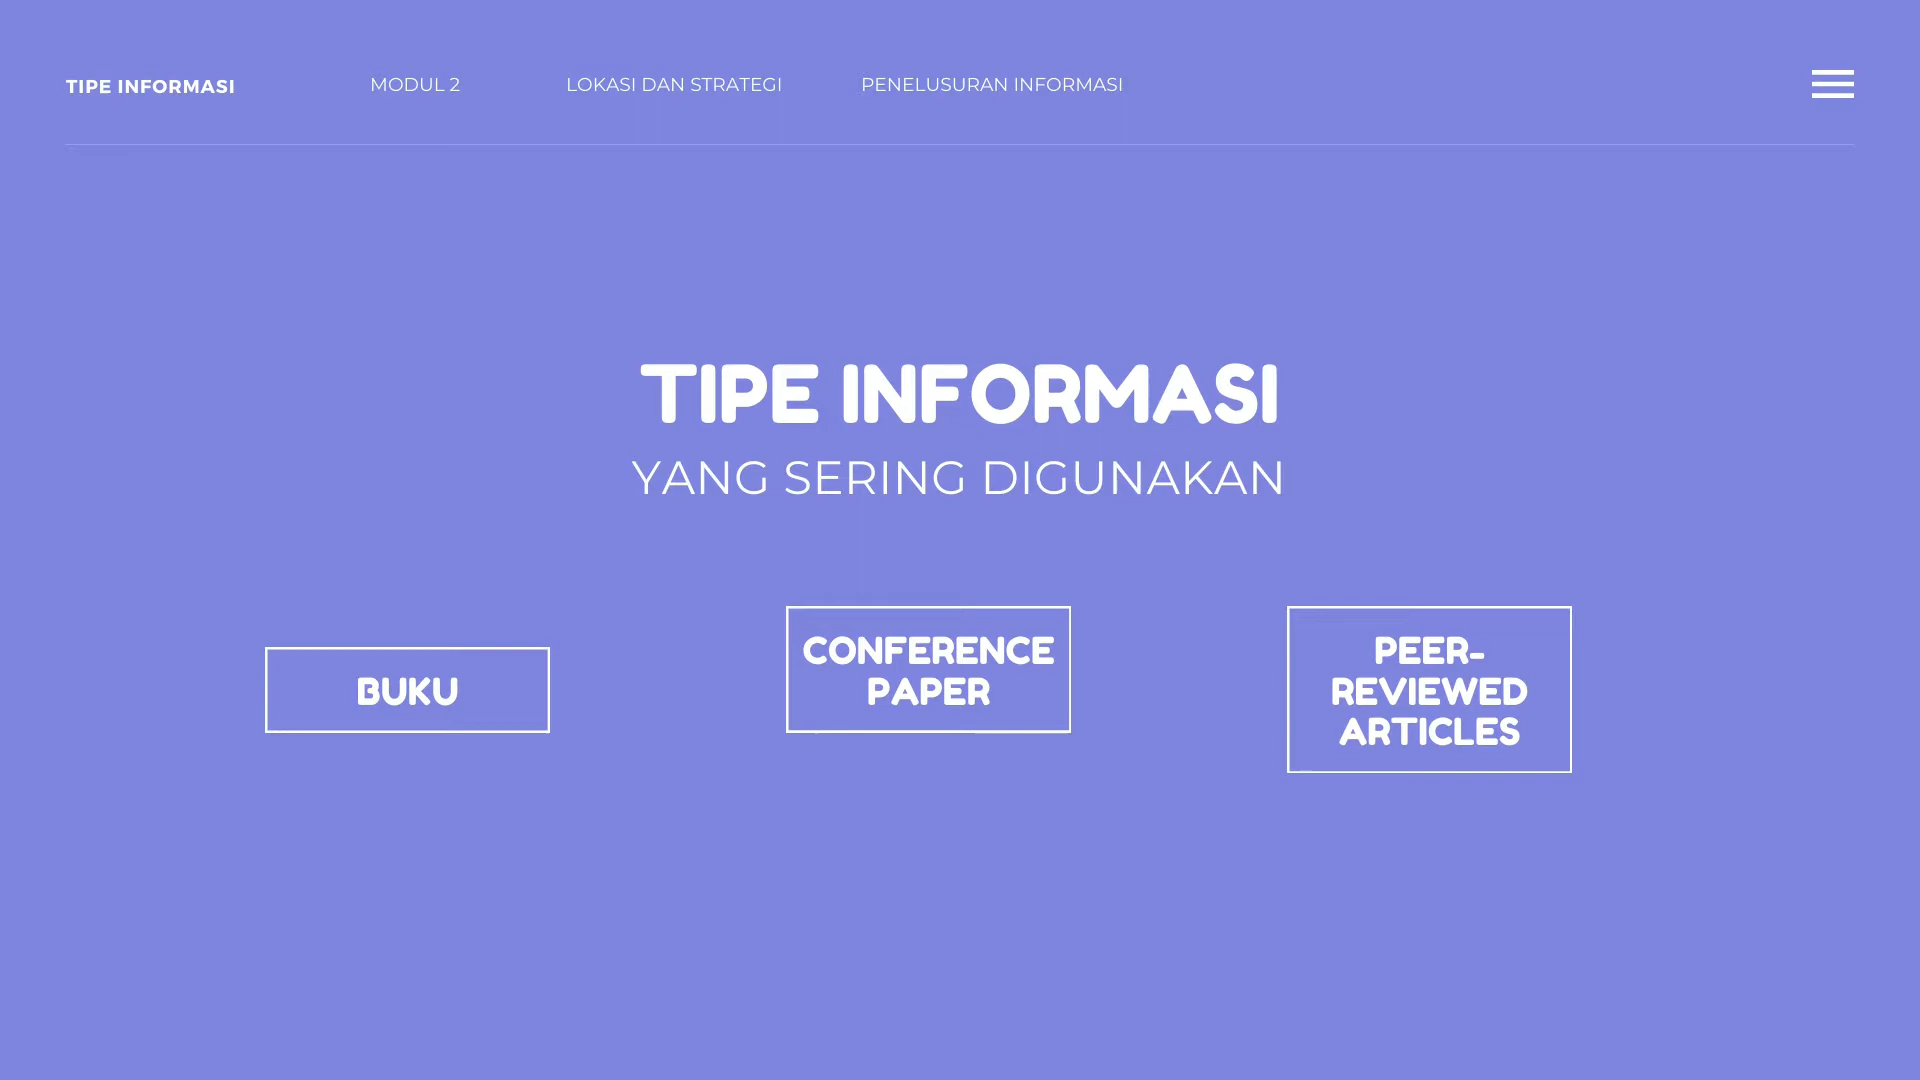 TIPE INFORMASI
MODUL 2
LOKASI DAN STRATEGI
PENELUSURAN INFORMASI
TIPE INFORMASI
YANG SERING DIGUNAKAN
BUKU
CONFERENCE
PAPER
PEER-
REVIEWED
ARTICLES